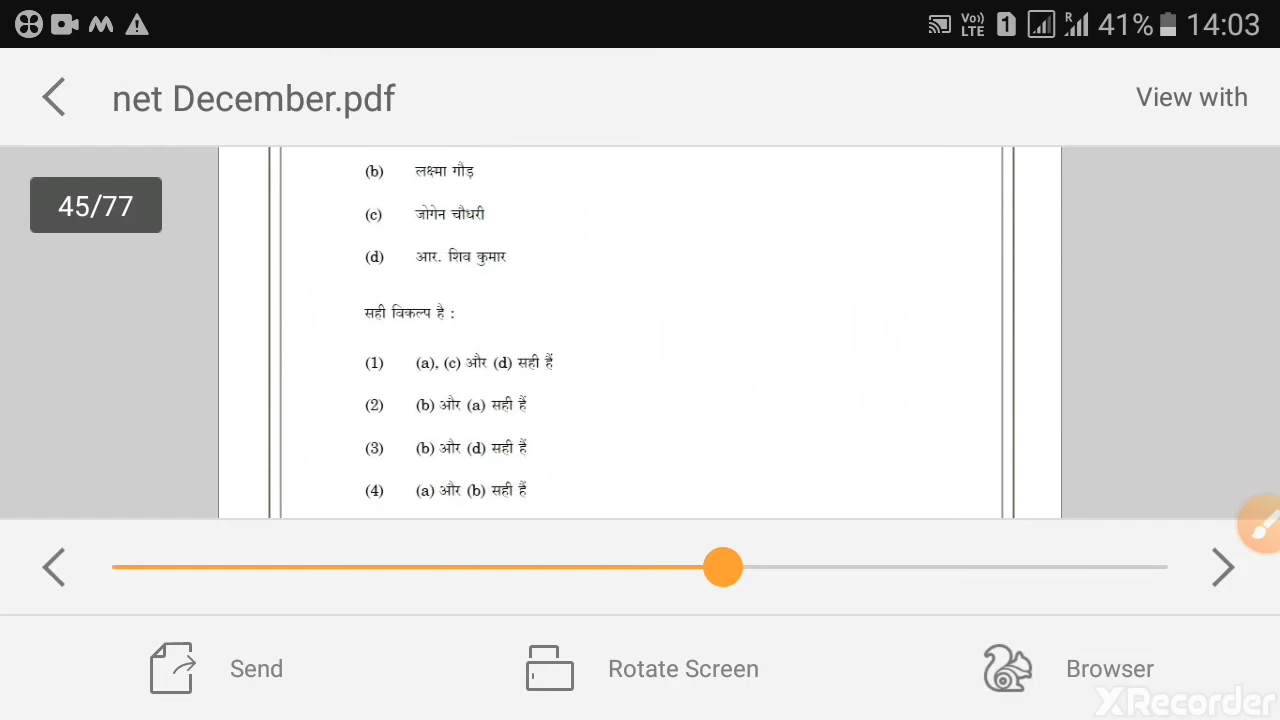 Vo)) LTE 1 R 41% 14:03
net December.pdf View with
45/77
(b) लक्ष्मा गौड़
(c) जोगेन चौधरी
(d) आर. शिव कुमार
सही विकल्प है :
(1) (a), (c) और (d) सही हैं
(2) (b) और (a) सही हैं
(3) (b) और (d) सही हैं
(4) (a) और (b) सही हैं
Send Rotate Screen Browser
XRecorder